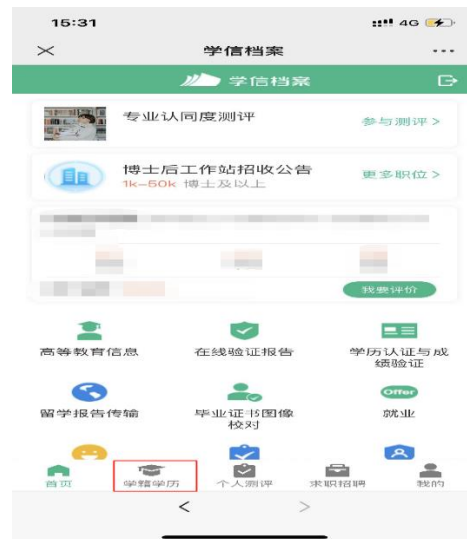 15:31
4G
学信档案
学信档案
专业认同度测评
参与测评 >
博士后工作站招收公告
1k-50k 博士及以上
更多职位 >
我要评价
高等教育信息
在线验证报告
学历认证与成
绩验证
留学报告传输
毕业证书图像
校对
Offer
就业
首页
学籍学历
个人测评
求职招聘
我的